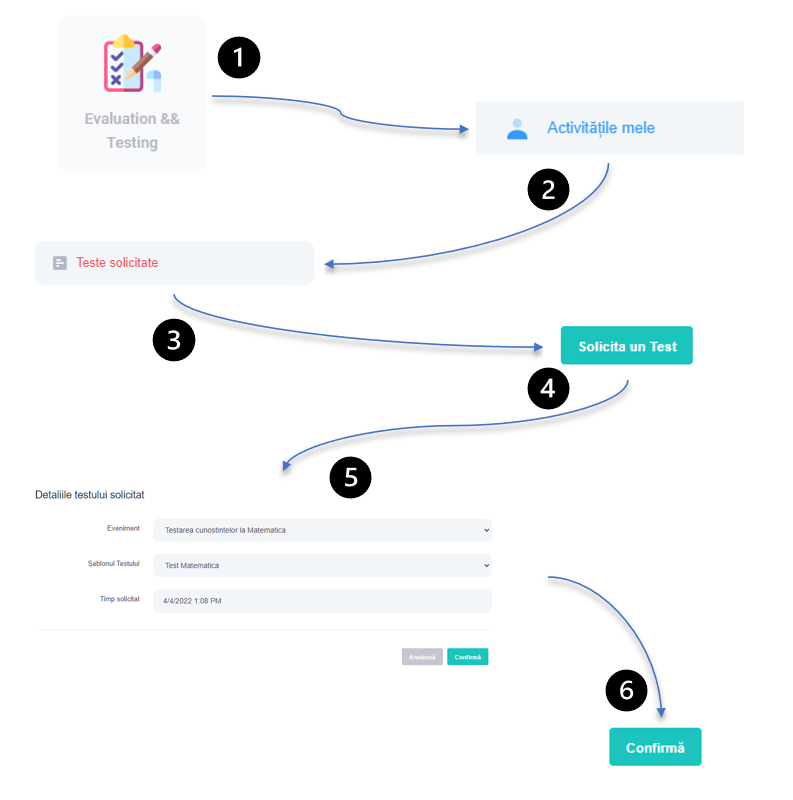 1
Evaluation &&
Testing
Activitățile mele
2
Teste solicitate
3
Solicita un Test
4
5
Detaliile testului solicitat
Eveniment
Testarea cunostintelor la Matematica
Șablonul Testului
Test Matematica
Timp solicitat
4/4/2022 1:08 PM
Anulează Confirmă
6
Confirmă